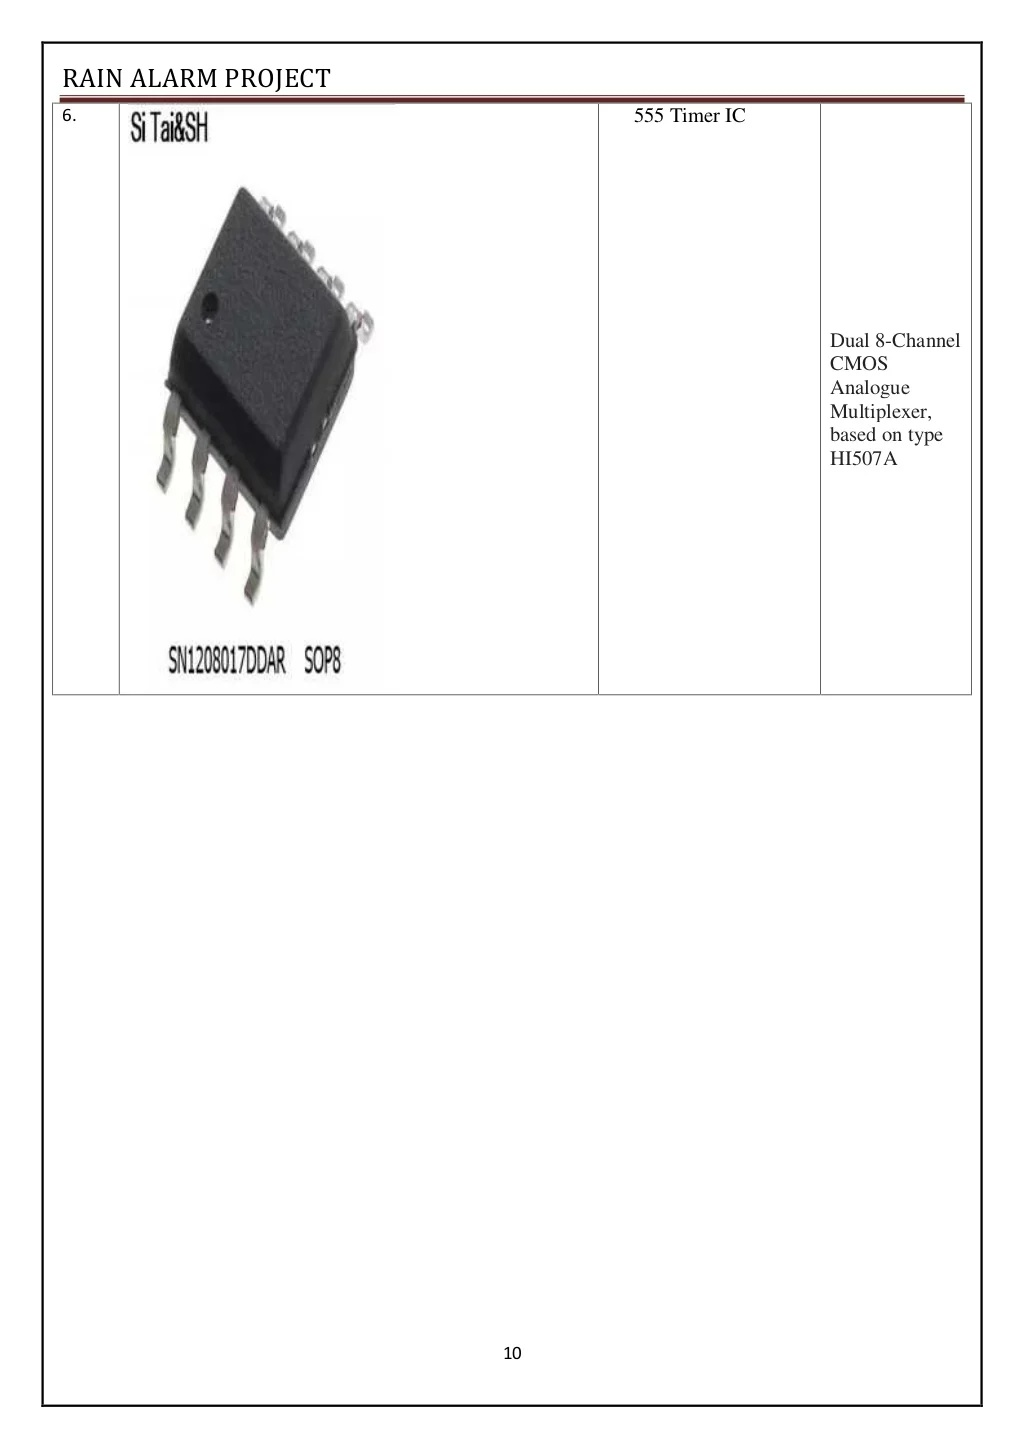 RAIN ALARM PROJECT
6.
Si Tai&SH
SN1208017DDAR SOP8
555 Timer IC
Dual 8-Channel
CMOS
Analogue
Multiplexer,
based on type
HI507A
10